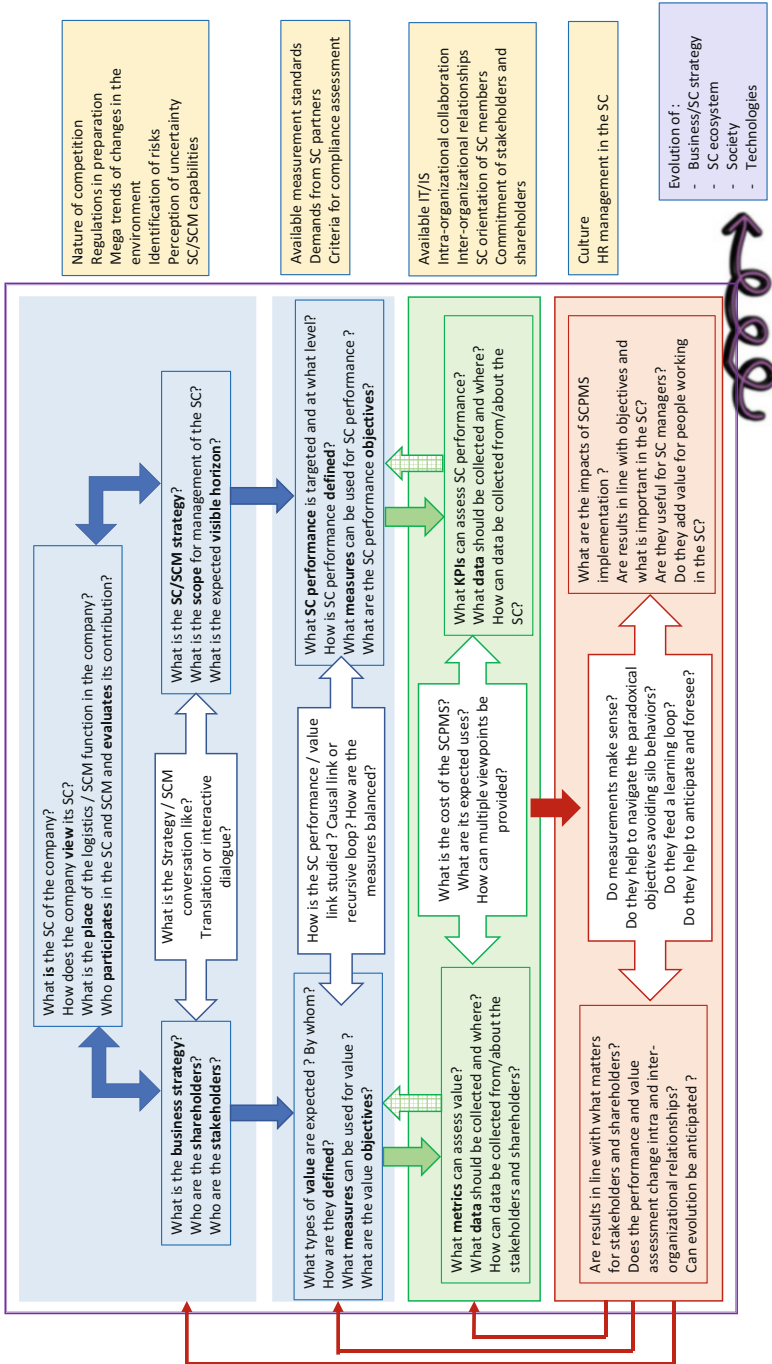 What is the SC of the company?
How does the company view its SC?
What is the place of the logistics / SCM function in the company?
Who participates in the SC and SCM and evaluates its contribution?
What is the business strategy?
Who are the shareholders?
Who are the stakeholders?
What is the Strategy / SCM
conversation like?
Translation or interactive
dialogue?
What is the SC/SCM strategy?
What is the scope for management of the SC?
What is the expected visible horizon?
Nature of competition
Regulations in preparation
Mega trends of changes in the
environment
Identification of risks
Perception of uncertainty
SC/SCM capabilities
What types of value are expected ? By whom?
How are they defined?
What measures can be used for value ?
What are the value objectives?
How is the SC performance / value
link studied ? Causal link or
recursive loop? How are the
measures balanced?
What SC performance is targeted and at what level?
How is SC performance defined?
What measures can be used for SC performance ?
What are the SC performance objectives?
Available measurement standards
Demands from SC partners
Criteria for compliance assessment
What metrics can assess value?
What data should be collected and where?
How can data be collected from/about the
stakeholders and shareholders?
What is the cost of the SCPMS?
What are its expected uses?
How can multiple viewpoints be
provided?
What KPIs can assess SC performance?
What data should be collected and where?
How can data be collected from/about the
SC?
Available IT/IS
Intra-organizational collaboration
Inter-organizational relationships
SC orientation of SC members
Commitment of stakeholders and
shareholders
Are results in line with what matters
for stakeholders and shareholders?
Does the performance and value
assessment change intra and inter-
organizational relationships?
Can evolution be anticipated ?
Do measurements make sense?
Do they help to navigate the paradoxical
objectives avoiding silo behaviors?
Do they feed a learning loop?
Do they help to anticipate and foresee?
What are the impacts of SCPMS
implementation ?
Are results in line with objectives and
what is important in the SC?
Are they useful for SC managers?
Do they add value for people working
in the SC?
Culture
HR management in the SC
Evolution of :
- Business/SC strategy
- SC ecosystem
- Society
- Technologies